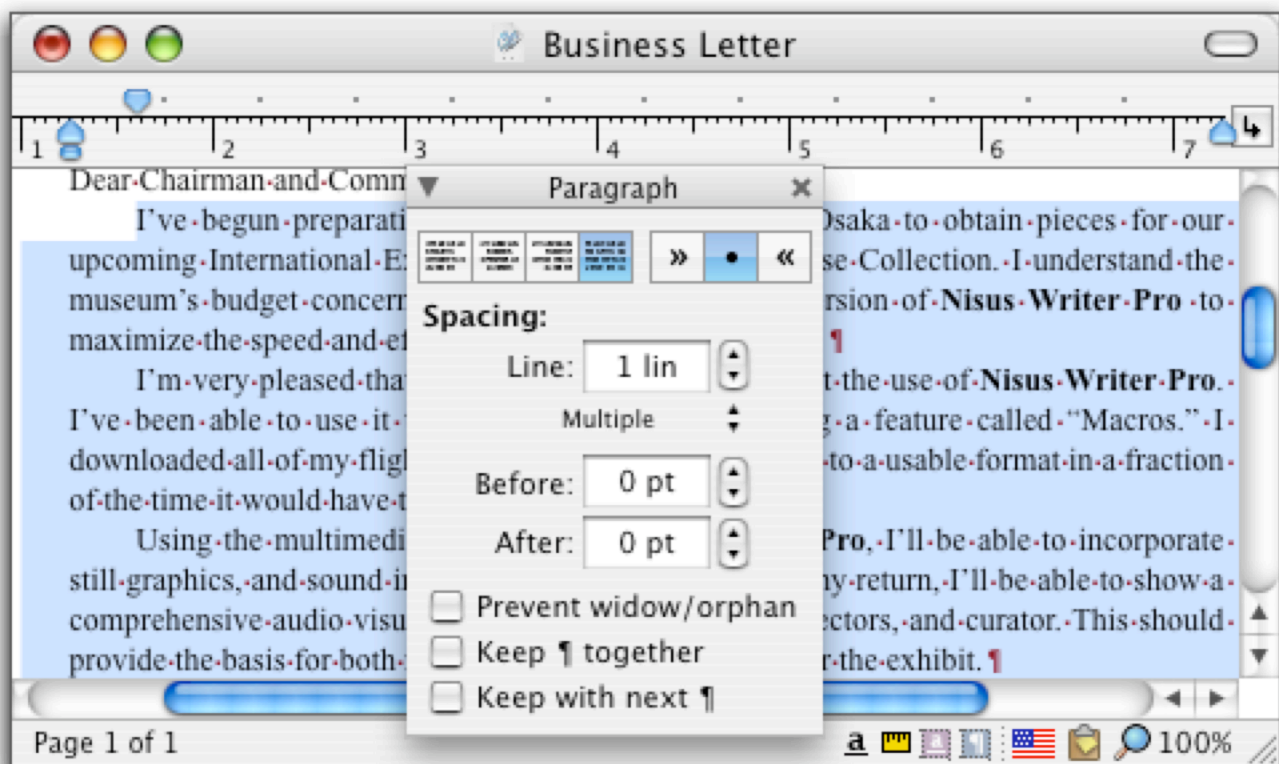 Business Letter
1 2 3 4 5 6 7
Dear·Chairman·and·Comm
I’ve·begun·preparati Osaka·to·obtain·pieces·for·our·
upcoming·International·E se·Collection.·I·understand·the·
museum’s·budget·concern rsion·of·Nisus·Writer·Pro·to·
maximize·the·speed·and·ef ¶
I’m·very·pleased·tha t·the·use·of·Nisus·Writer·Pro.·
I’ve·been·able·to·use·it· g·a·feature·called·“Macros.”·I·
downloaded·all·of·my·flig to·a·usable·format·in·a·fraction·
of·the·time·it·would·have·t
Using·the·multimedi Pro,·I’ll·be·able·to·incorporate·
still·graphics,·and·sound·i ny·return,·I’ll·be·able·to·show·a·
comprehensive·audio·visu ectors,·and·curator.·This·should·
provide·the·basis·for·both· r·the·exhibit.¶
Paragraph
» • «
Spacing:
Line: 1 lin
Multiple
Before: 0 pt
After: 0 pt
Prevent widow/orphan
Keep ¶ together
Keep with next ¶
Page 1 of 1 a a ¶ 100%